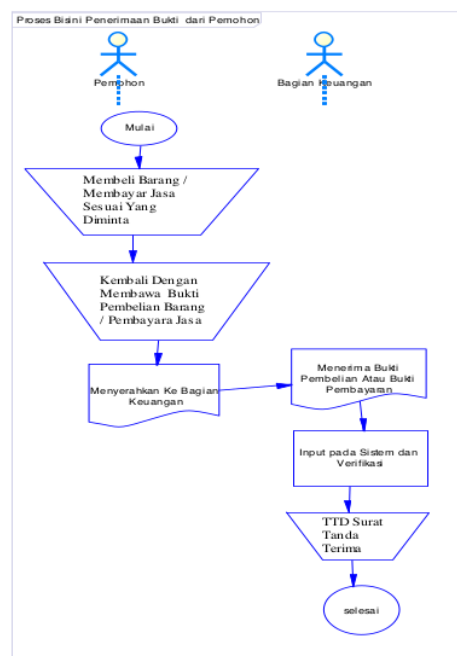 Proses Bisini Penerimaan Bukti dari Pemohon
Pemohon
Bagian Keuangan
Mulai
Membeli Barang /
Membayar Jasa
Sesuai Yang
Diminta
Kembali Dengan
Membawa Bukti
Pembelian Barang
/ Pembayara Jasa
Menyerahkan Ke Bagian
Keuangan
Menerima Bukti
Pembelian Atau Bukti
Pembayaran
Input pada Sistem dan
Verifikasi
TTD Surat
Tanda
Terima
selesai